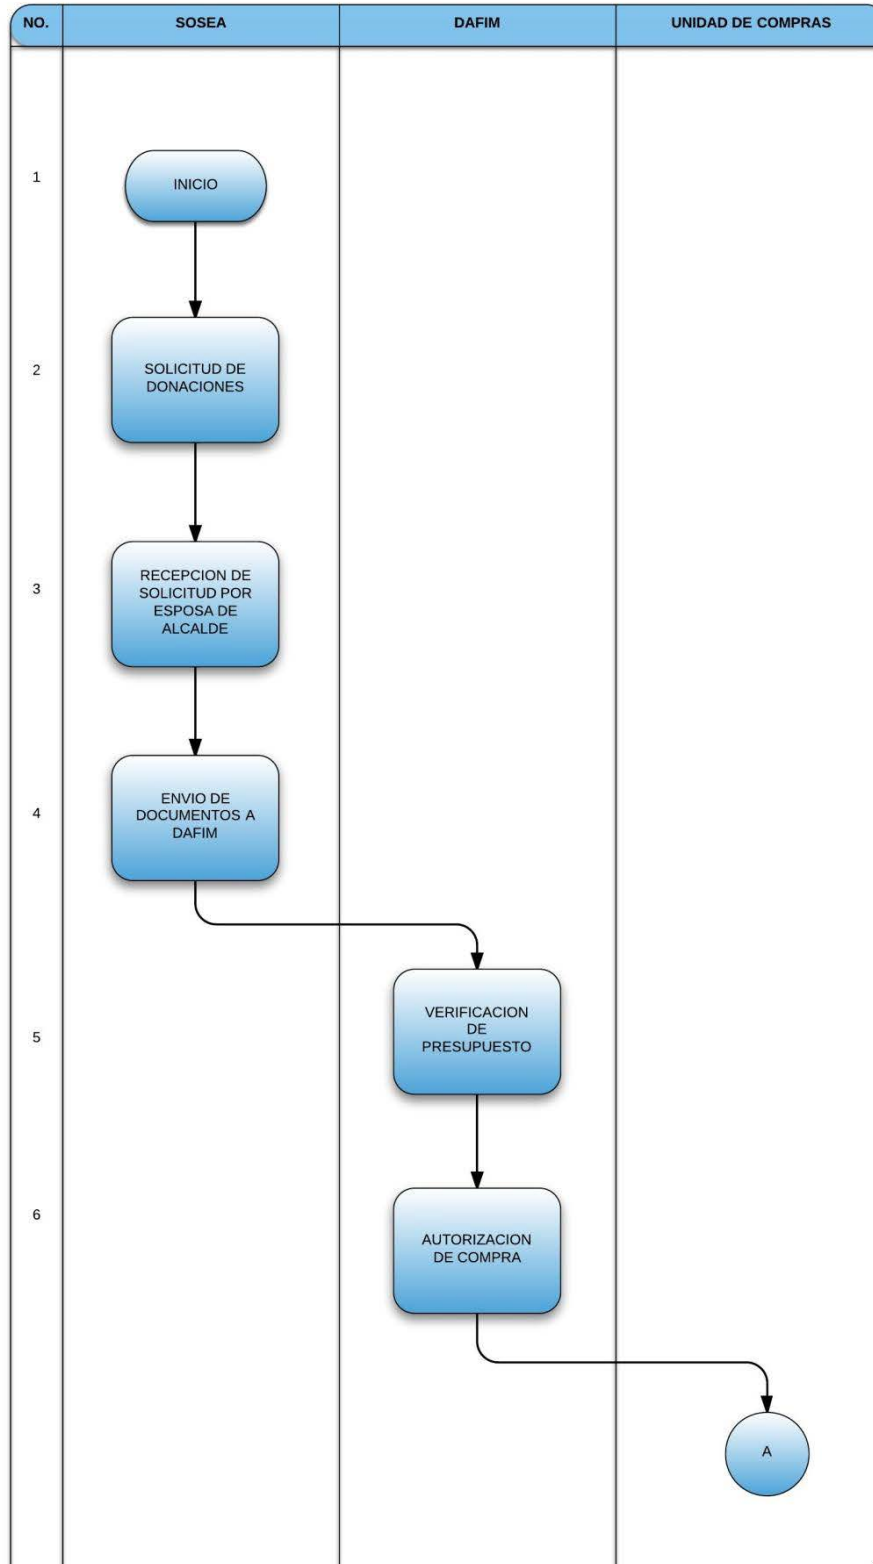 NO.
SOSEA
DAFIM
UNIDAD DE COMPRAS
1
INICIO
2
SOLICITUD DE
DONACIONES
3
RECEPCION DE
SOLICITUD POR
ESPOSA DE
ALCALDE
4
ENVIO DE
DOCUMENTOS A
DAFIM
5
VERIFICACION
DE
PRESUPUESTO
6
AUTORIZACION
DE COMPRA
A